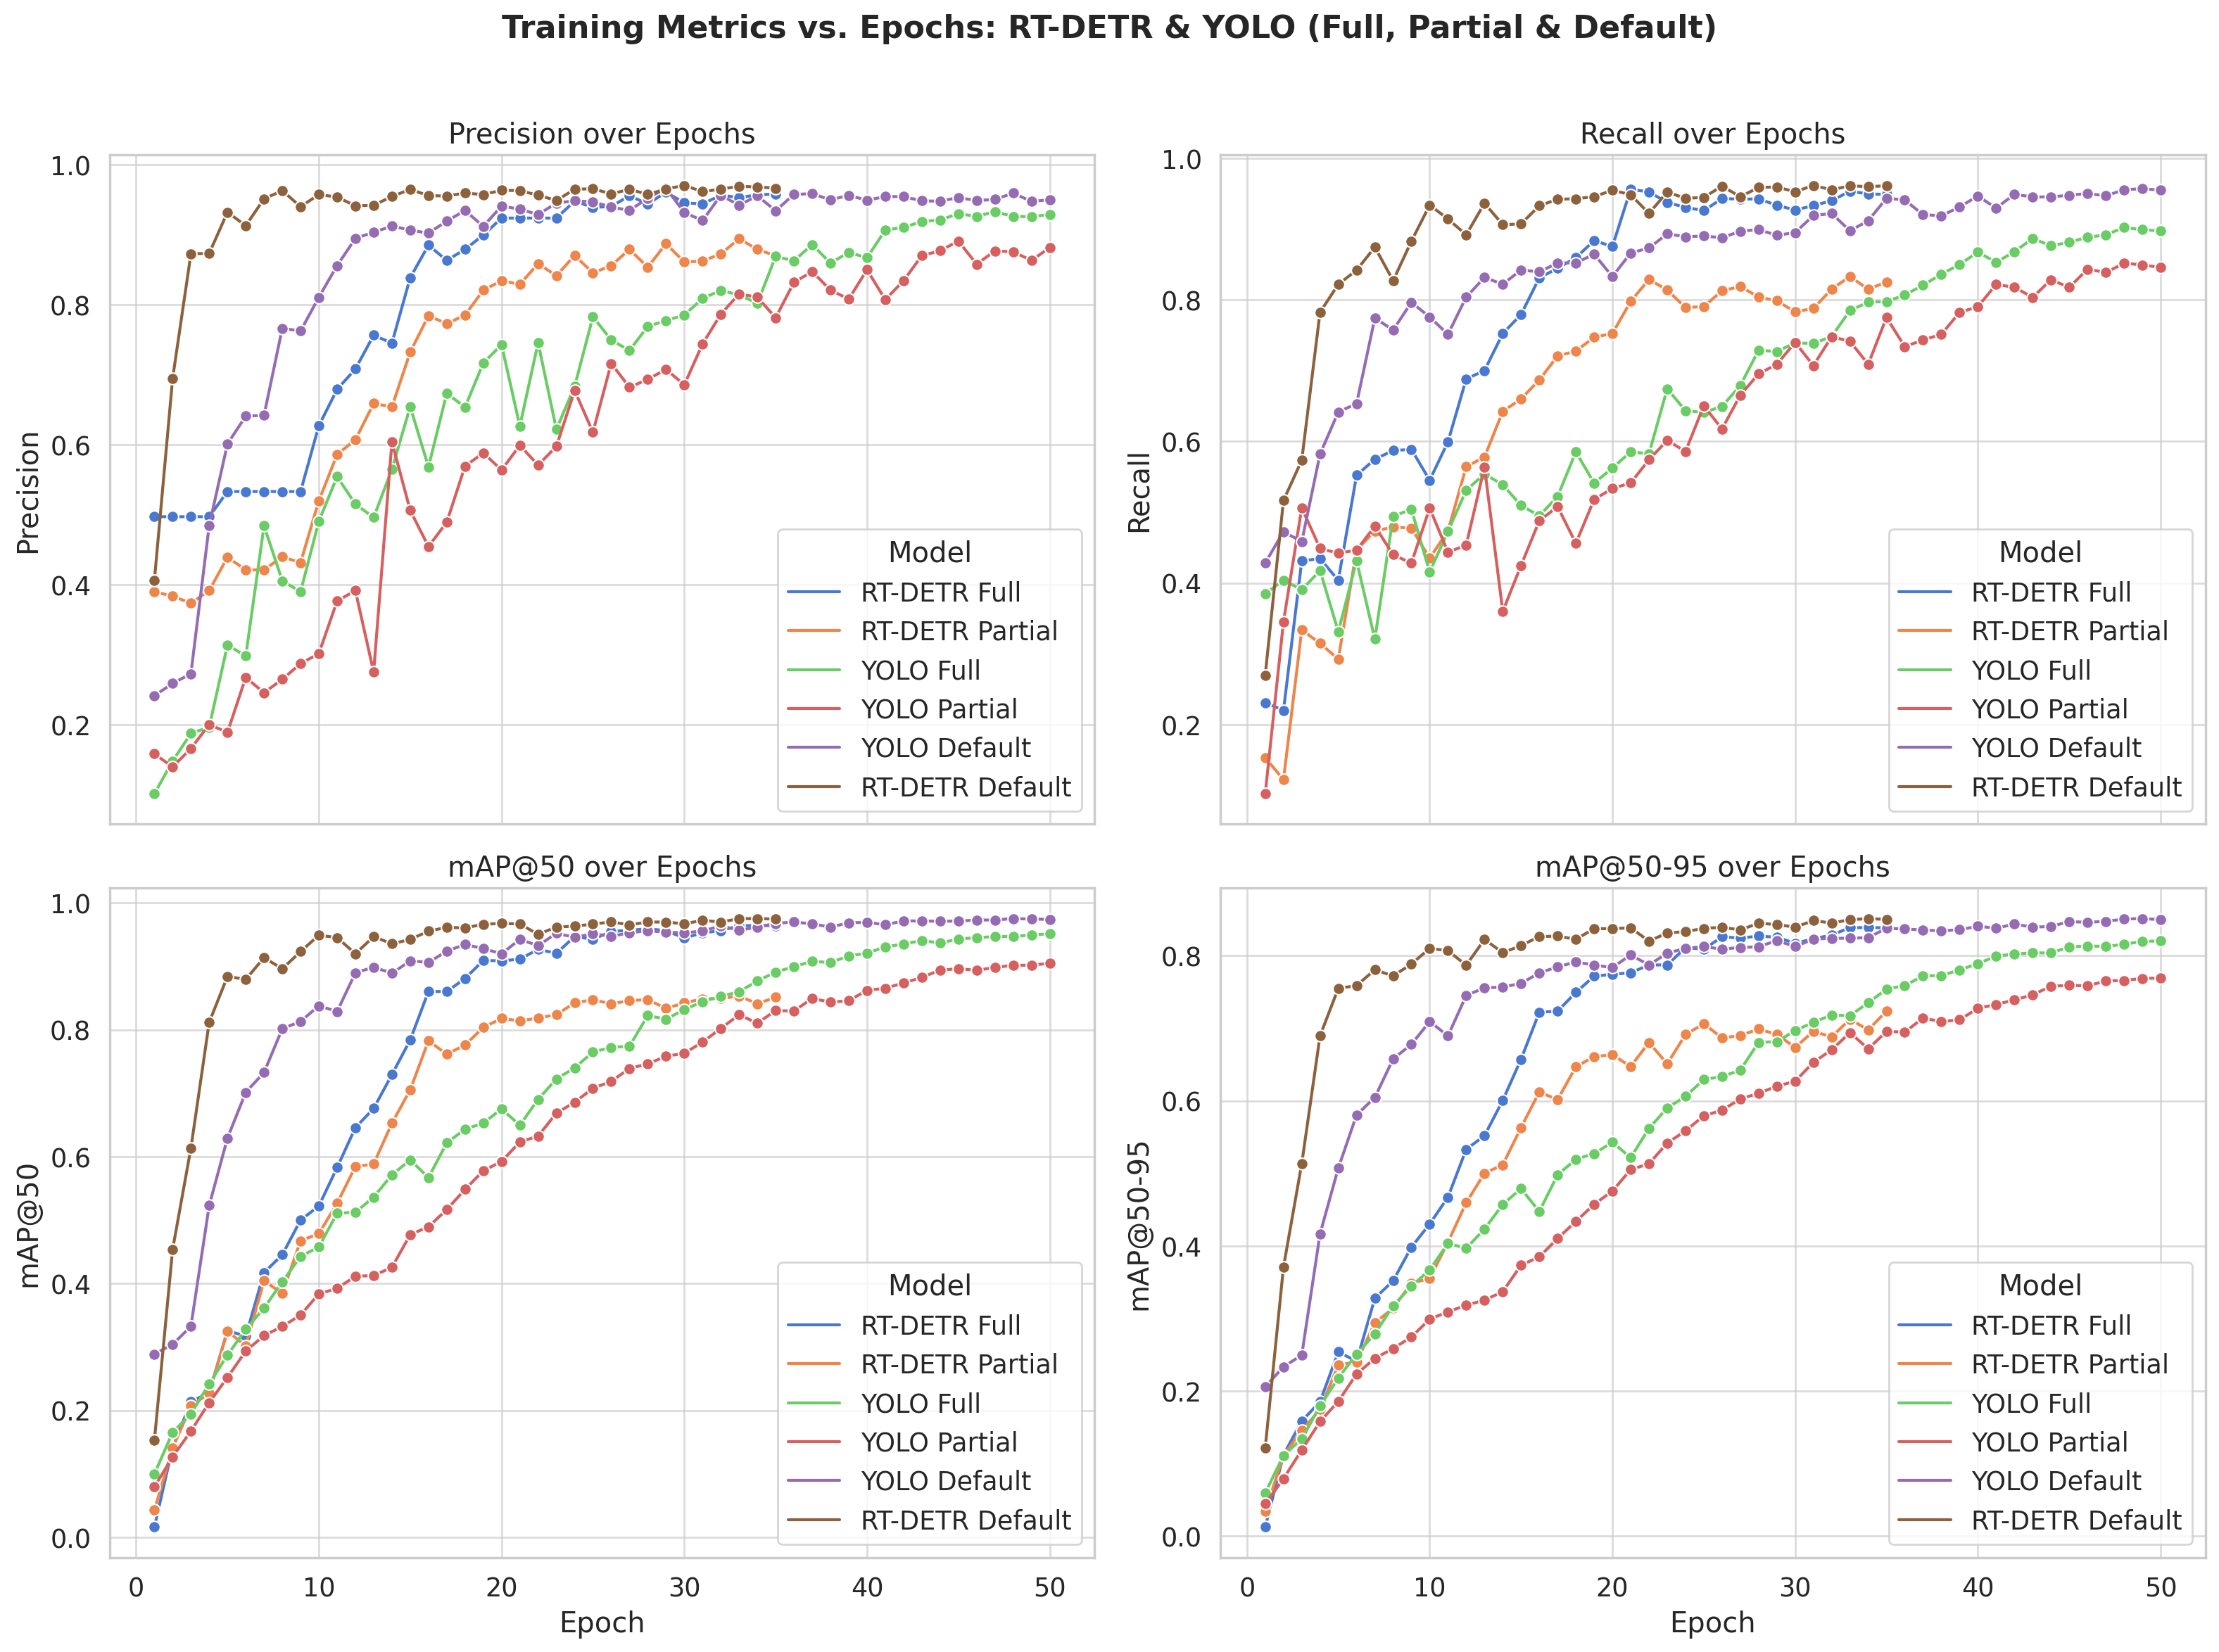 Training Metrics vs. Epochs: RT-DETR & YOLO (Full, Partial & Default)
Precision over Epochs
1.0
0.8
0.6
0.4
0.2
Precision
Model
RT-DETR Full
RT-DETR Partial
YOLO Full
YOLO Partial
YOLO Default
RT-DETR Default
Recall over Epochs
1.0
0.8
0.6
0.4
0.2
Recall
Model
RT-DETR Full
RT-DETR Partial
YOLO Full
YOLO Partial
YOLO Default
RT-DETR Default
mAP@50 over Epochs
1.0
0.8
0.6
0.4
0.2
0.0
mAP@50
Model
RT-DETR Full
RT-DETR Partial
YOLO Full
YOLO Partial
YOLO Default
RT-DETR Default
0 10 20 30 40 50
Epoch
mAP@50-95 over Epochs
0.8
0.6
0.4
0.2
0.0
mAP@50-95
Model
RT-DETR Full
RT-DETR Partial
YOLO Full
YOLO Partial
YOLO Default
RT-DETR Default
0 10 20 30 40 50
Epoch